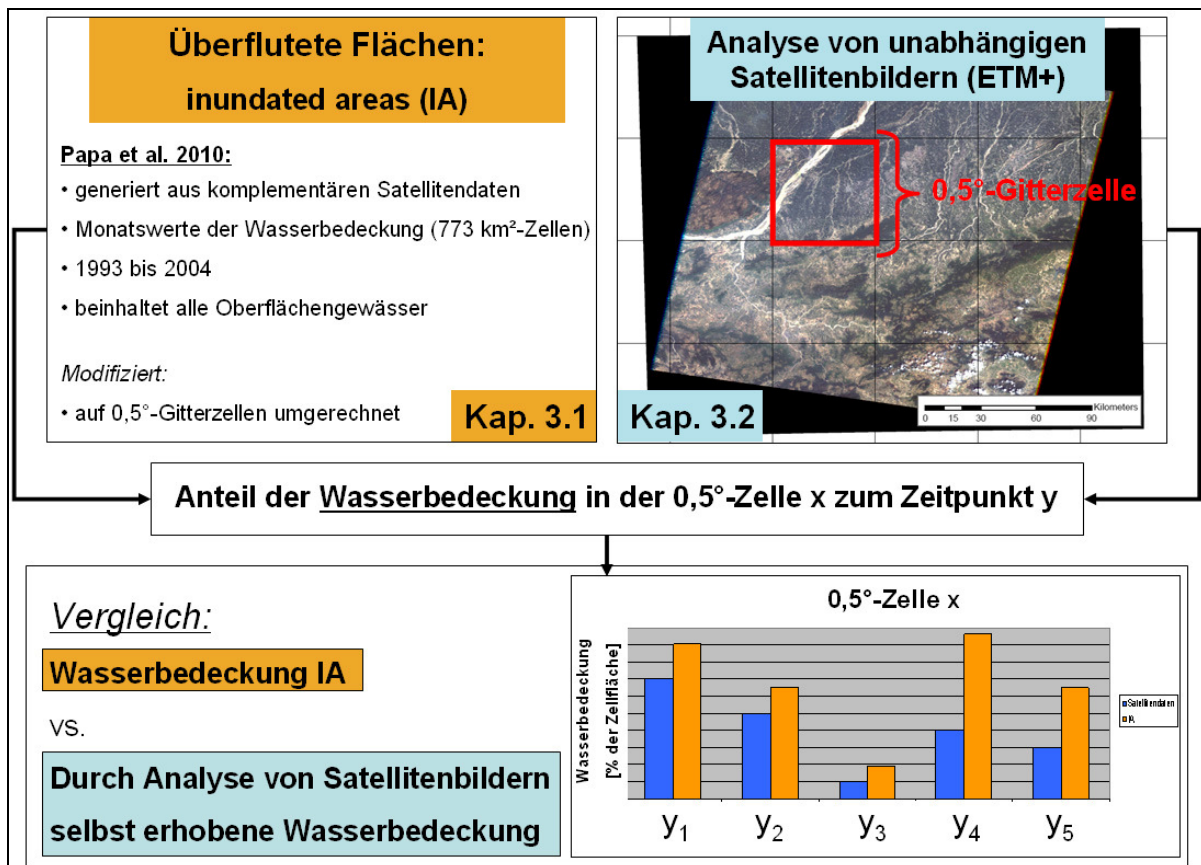 Überflutete Flächen:
inundated areas (IA)
Papa et al. 2010:
• generiert aus komplementären Satellitendaten
• Monatswerte der Wasserbedeckung (773 km²-Zellen)
• 1993 bis 2004
• beinhaltet alle Oberflächengewässer
Modifiziert:
• auf 0,5°-Gitterzellen umgerechnet
Kap. 3.1
Analyse von unabhängigen
Satellitenbildern (ETM+)
0,5°-Gitterzelle
Kap. 3.2
Kilometers
0 15 30 60 90
Anteil der Wasserbedeckung in der 0,5°-Zelle x zum Zeitpunkt y
Vergleich:
Wasserbedeckung IA
vs.
Durch Analyse von Satellitenbildern
selbst erhobene Wasserbedeckung
0,5°-Zelle x
Wasserbedeckung
[% der Zellfläche]
Satellitendaten
IA
y₁ y₂ y₃ y₄ y₅